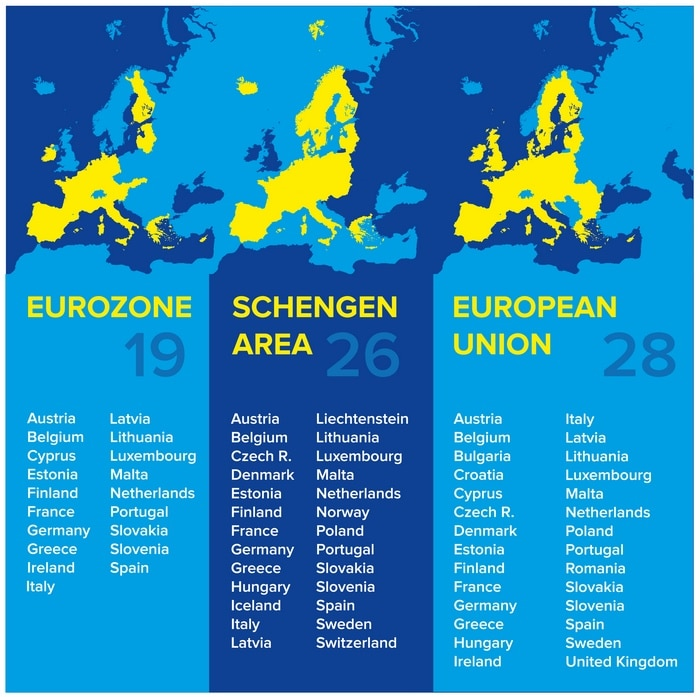 EUROZONE
19
Austria
Belgium
Cyprus
Estonia
Finland
France
Germany
Greece
Ireland
Italy
Latvia
Lithuania
Luxembourg
Malta
Netherlands
Portugal
Slovakia
Slovenia
Spain
SCHENGEN
AREA 26
Austria
Belgium
Czech R.
Denmark
Estonia
Finland
France
Germany
Greece
Hungary
Iceland
Italy
Latvia
Liechtenstein
Lithuania
Luxembourg
Malta
Netherlands
Norway
Poland
Portugal
Slovakia
Slovenia
Spain
Sweden
Switzerland
EUROPEAN
UNION 28
Austria
Belgium
Bulgaria
Croatia
Cyprus
Czech R.
Denmark
Estonia
Finland
France
Germany
Greece
Hungary
Ireland
Italy
Latvia
Lithuania
Luxembourg
Malta
Netherlands
Poland
Portugal
Romania
Slovakia
Slovenia
Spain
Sweden
United Kingdom